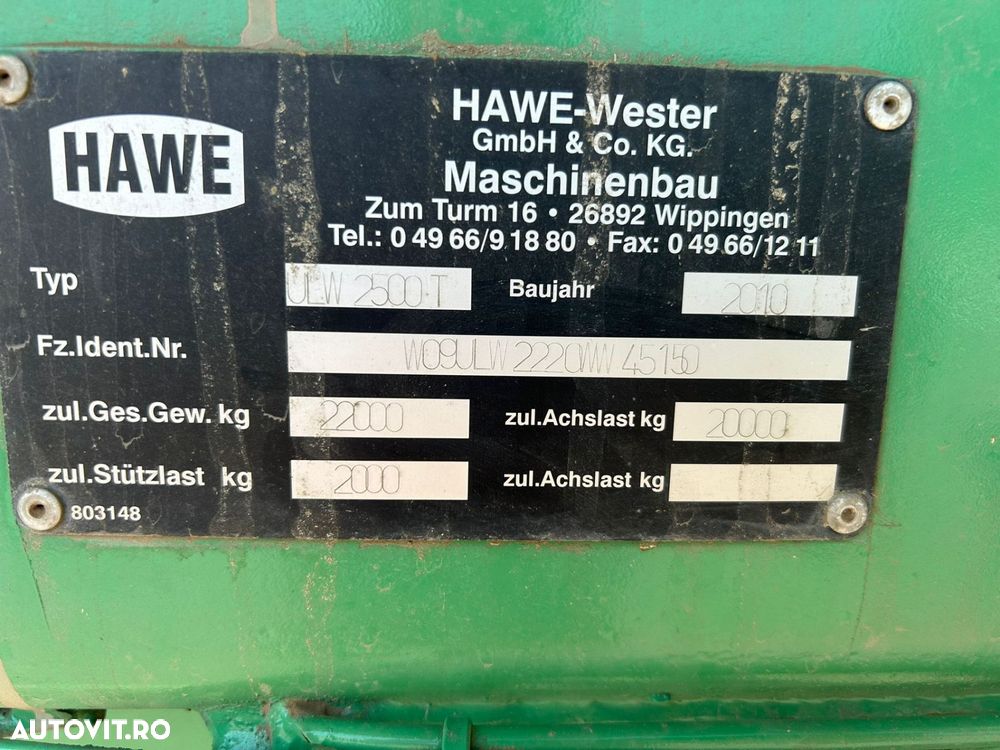 HAWE
HAWE-Wester
GmbH & Co. KG.
Maschinenbau
Zum Turm 16 • 26892 Wippingen
Tel.: 0 49 66/9 18 80 • Fax: 0 49 66/12 11
Typ ULW 2500 T Baujahr 2010
Fz.Ident.Nr. W09ULW2220WW45150
zul.Ges.Gew. kg 22000 zul.Achslast kg 20000
zul.Stützlast kg 2000 zul.Achslast kg
803148
AUTOVIT.RO